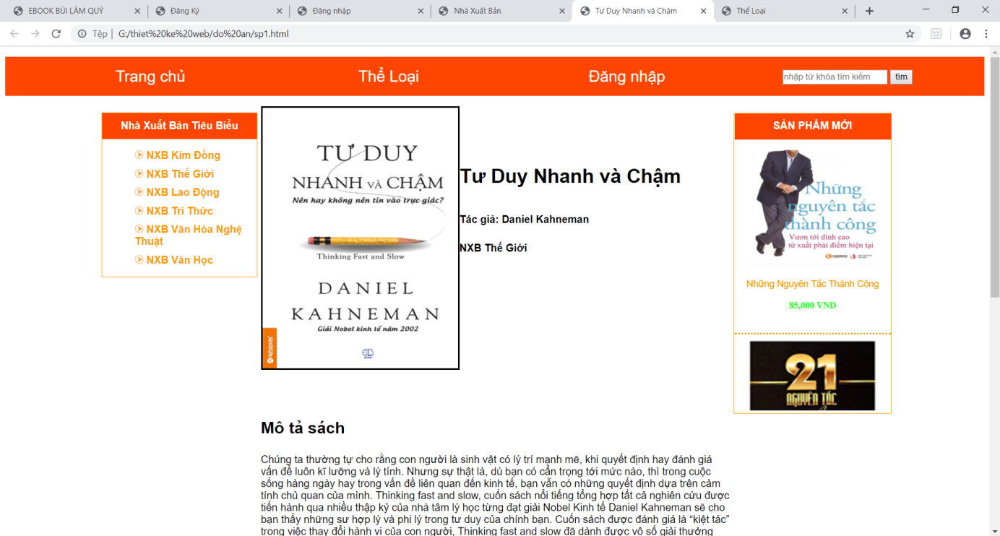 EBOOK BÙI LÂM QUÝ
Đăng Ký
Đăng nhập
Nhà Xuất Bản
Tư Duy Nhanh và Chậm
Thể Loại
Tệp | G:/thiet%20ke%20web/do%20an/sp1.html
Trang chủ
Thể Loại
Đăng nhập
nhập từ khóa tìm kiếm
tìm
Nhà Xuất Bản Tiêu Biểu
NXB Kim Đồng
NXB Thế Giới
NXB Lao Động
NXB Tri Thức
NXB Văn Hóa Nghệ
Thuật
NXB Văn Học
TƯ DUY
NHANH VÀ CHẬM
Nên hay không nên tin vào trực giác?
Thinking Fast and Slow
DANIEL
KAHNEMAN
Giải Nobel kinh tế năm 2002
alphabooks
Tư Duy Nhanh và Chậm
Tác giả: Daniel Kahneman
NXB Thế Giới
SẢN PHẨM MỚI
Những
nguyên tắc
thành công
Vươn tới đỉnh cao
từ xuất phát điểm hiện tại
Những Nguyên Tắc Thành Công
85,000 VND
21
NGUYÊN TẮC
Mô tả sách
Chúng ta thường tự cho rằng con người là sinh vật có lý trí mạnh mẽ, khi quyết định hay đánh giá
vấn đề luôn kĩ lưỡng và lý tính. Nhưng sự thật là, dù bạn có cẩn trọng tới mức nào, thì trong cuộc
sống hàng ngày hay trong vấn đề liên quan đến kinh tế, bạn vẫn có những quyết định dựa trên cảm
tính chủ quan của mình. Thinking fast and slow, cuốn sách nổi tiếng tổng hợp tất cả nghiên cứu được
tiến hành qua nhiều thập kỷ của nhà tâm lý học từng đạt giải Nobel Kinh tế Daniel Kahneman sẽ cho
bạn thấy những sư hợp lý và phi lý trong tư duy của chính bạn. Cuốn sách được đánh giá là “kiệt tác”
trong việc thay đổi hành vi của con người, Thinking fast and slow đã dành được vô số giải thưởng